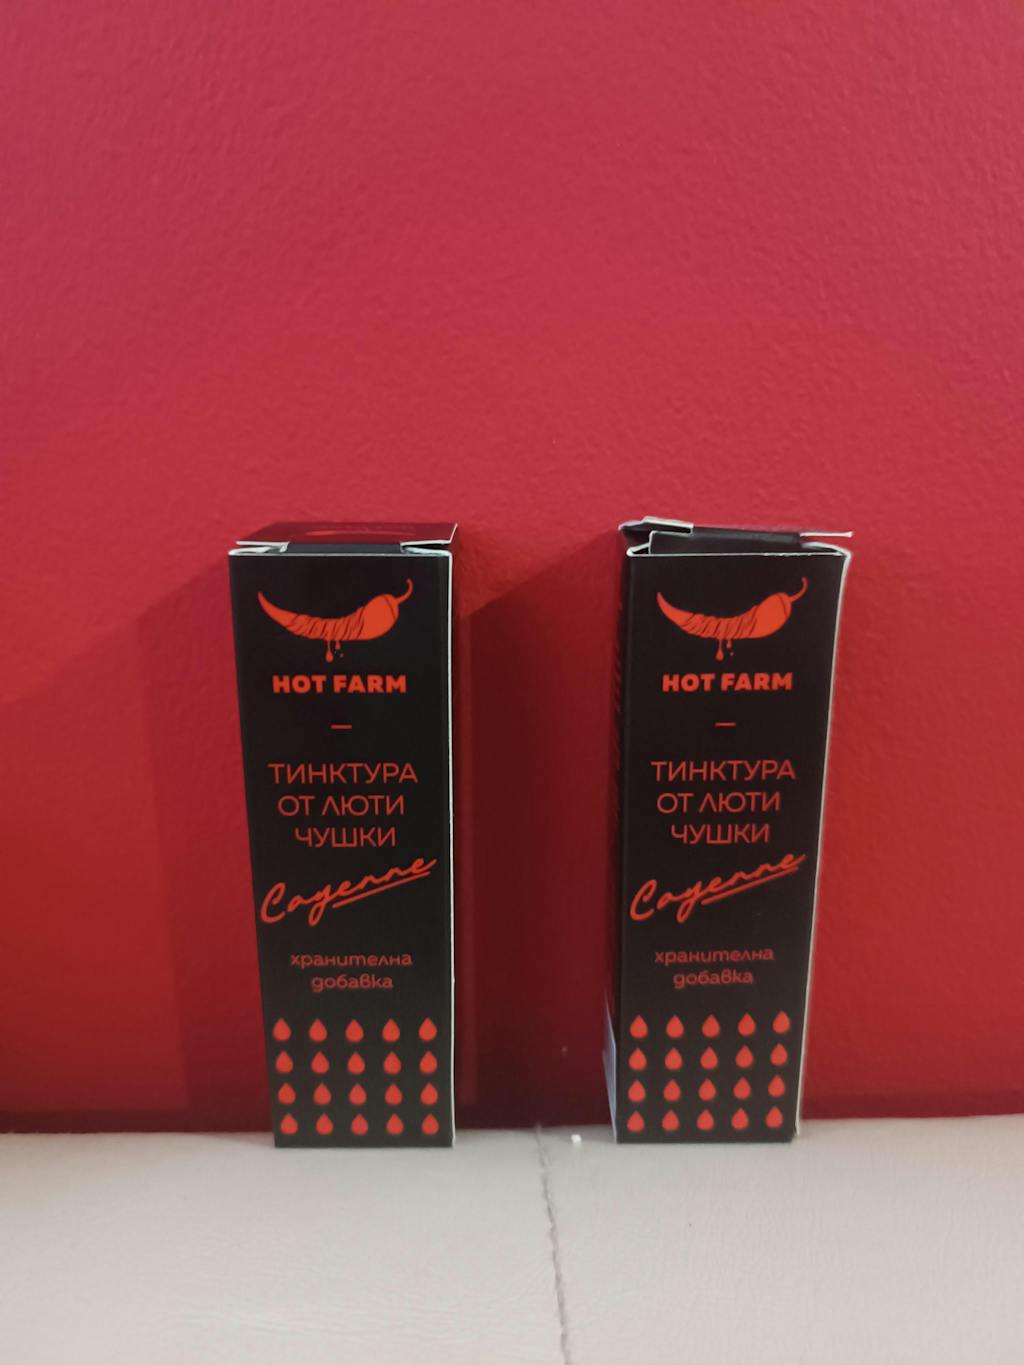 HOT FARM
ТИНКТУРА
ОТ ЛЮТИ
ЧУШКИ
Cayenne
хранителна
добавка
HOT FARM
ТИНКТУРА
ОТ ЛЮТИ
ЧУШКИ
Cayenne
хранителна
добавка